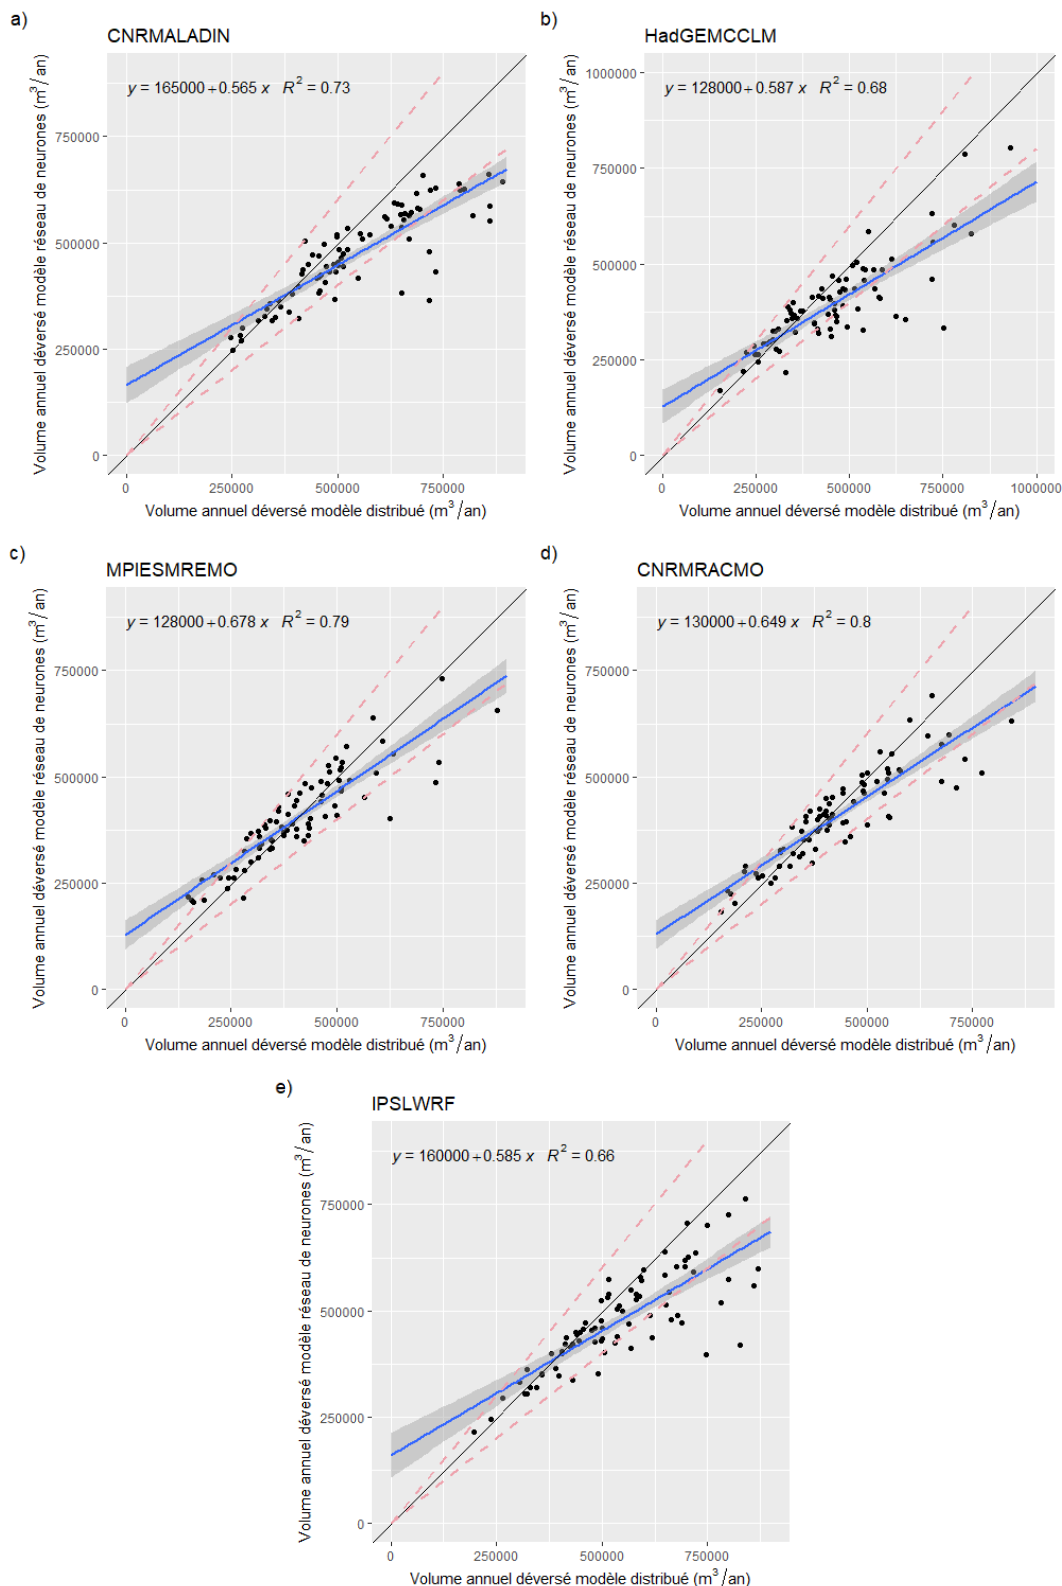 a)
CNRMALADIN
y = 165000 + 0.565 x R² = 0.73
Volume annuel déversé modèle réseau de neurones (m³/an)
750000
500000
250000
0
0 250000 500000 750000
Volume annuel déversé modèle distribué (m³/an)
b)
HadGEMCCLM
y = 128000 + 0.587 x R² = 0.68
Volume annuel déversé modèle réseau de neurones (m³/an)
1000000
750000
500000
250000
0
0 250000 500000 750000 1000000
Volume annuel déversé modèle distribué (m³/an)
c)
MPIESMREMO
y = 128000 + 0.678 x R² = 0.79
Volume annuel déversé modèle réseau de neurones (m³/an)
750000
500000
250000
0
0 250000 500000 750000
Volume annuel déversé modèle distribué (m³/an)
d)
CNRMRACMO
y = 130000 + 0.649 x R² = 0.8
Volume annuel déversé modèle réseau de neurones (m³/an)
750000
500000
250000
0
0 250000 500000 750000
Volume annuel déversé modèle distribué (m³/an)
e)
IPSLWRF
y = 160000 + 0.585 x R² = 0.66
Volume annuel déversé modèle réseau de neurones (m³/an)
750000
500000
250000
0
0 250000 500000 750000
Volume annuel déversé modèle distribué (m³/an)